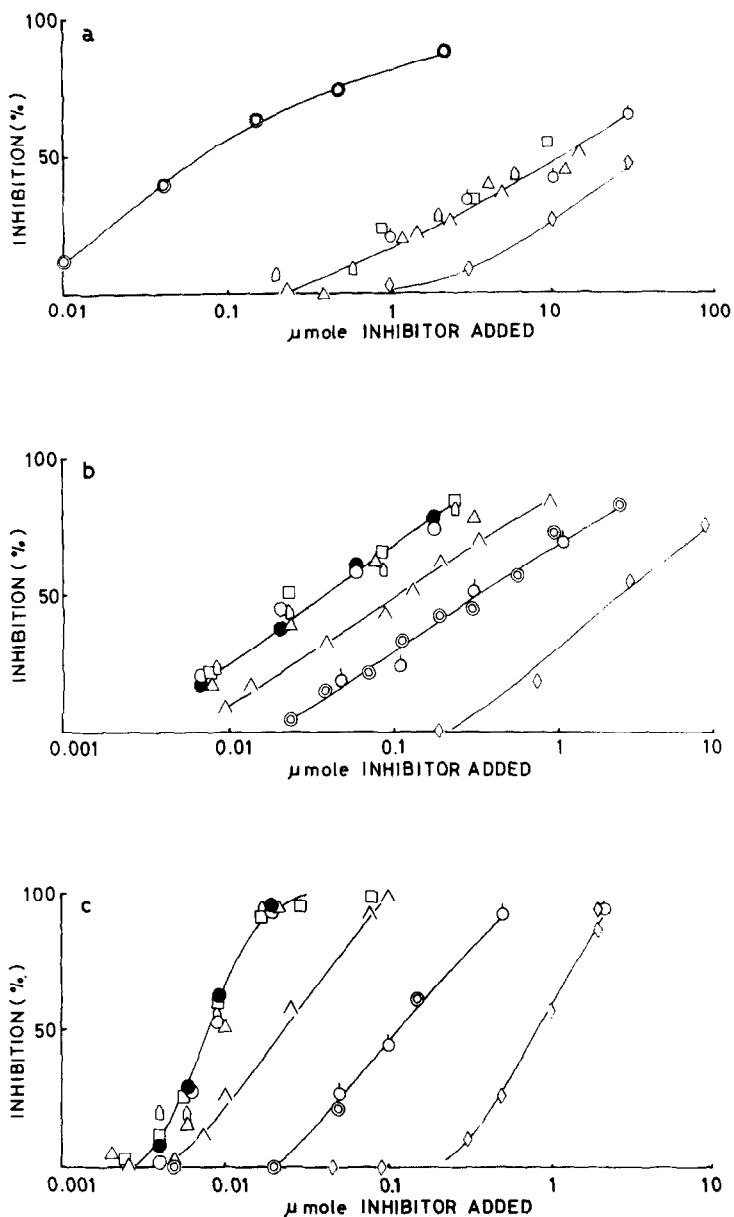 a
100
50
INHIBITION (%)
0.01 0.1 1 10 100
μmole INHIBITOR ADDED
b
100
50
INHIBITION (%)
0.001 0.01 0.1 1 10
μmole INHIBITOR ADDED
c
100
50
INHIBITION (%)
0.001 0.01 0.1 1 10
μmole INHIBITOR ADDED